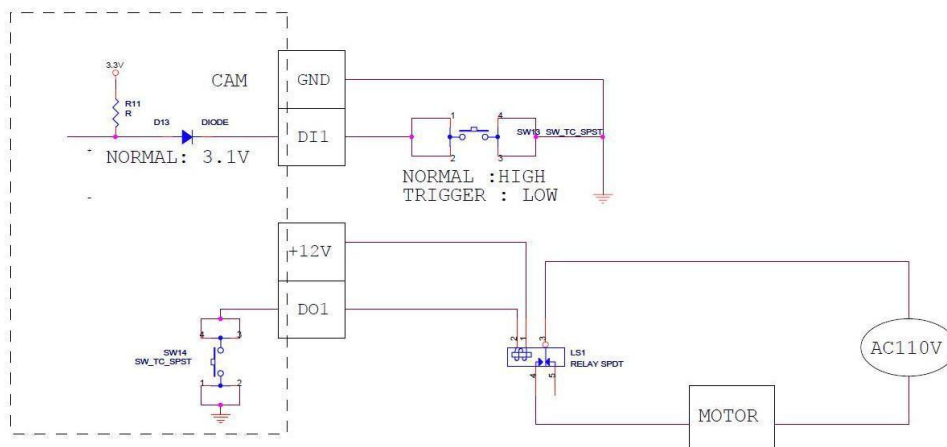 3.3V
CAM
GND
R11
R
D13
DIODE
DI1
1
4
SW13 SW_TC_SPST
NORMAL: 3.1V
+
-
2
3
NORMAL :HIGH
TRIGGER : LOW
+12V
DO1
4
3
SW14
SW_TC_SPST
1
2
2
1
3
LS1
RELAY SPDT
4
5
AC110V
MOTOR